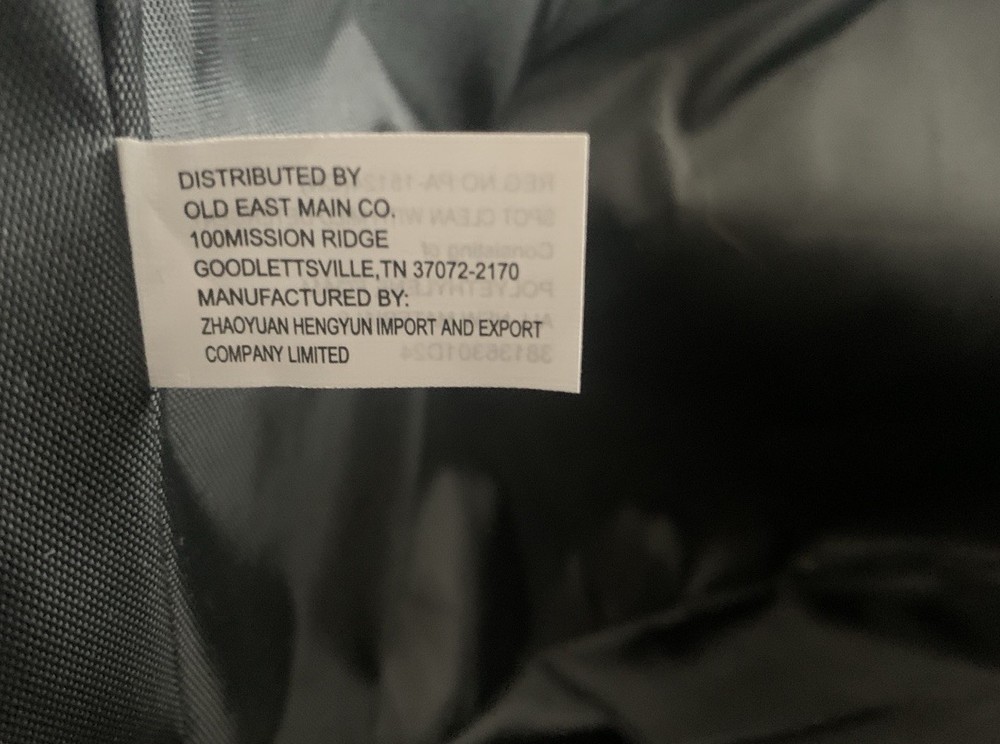 DISTRIBUTED BY
OLD EAST MAIN CO.
100MISSION RIDGE
GOODLETTSVILLE,TN 37072-2170
MANUFACTURED BY:
ZHAOYUAN HENGYUN IMPORT AND EXPORT
COMPANY LIMITED